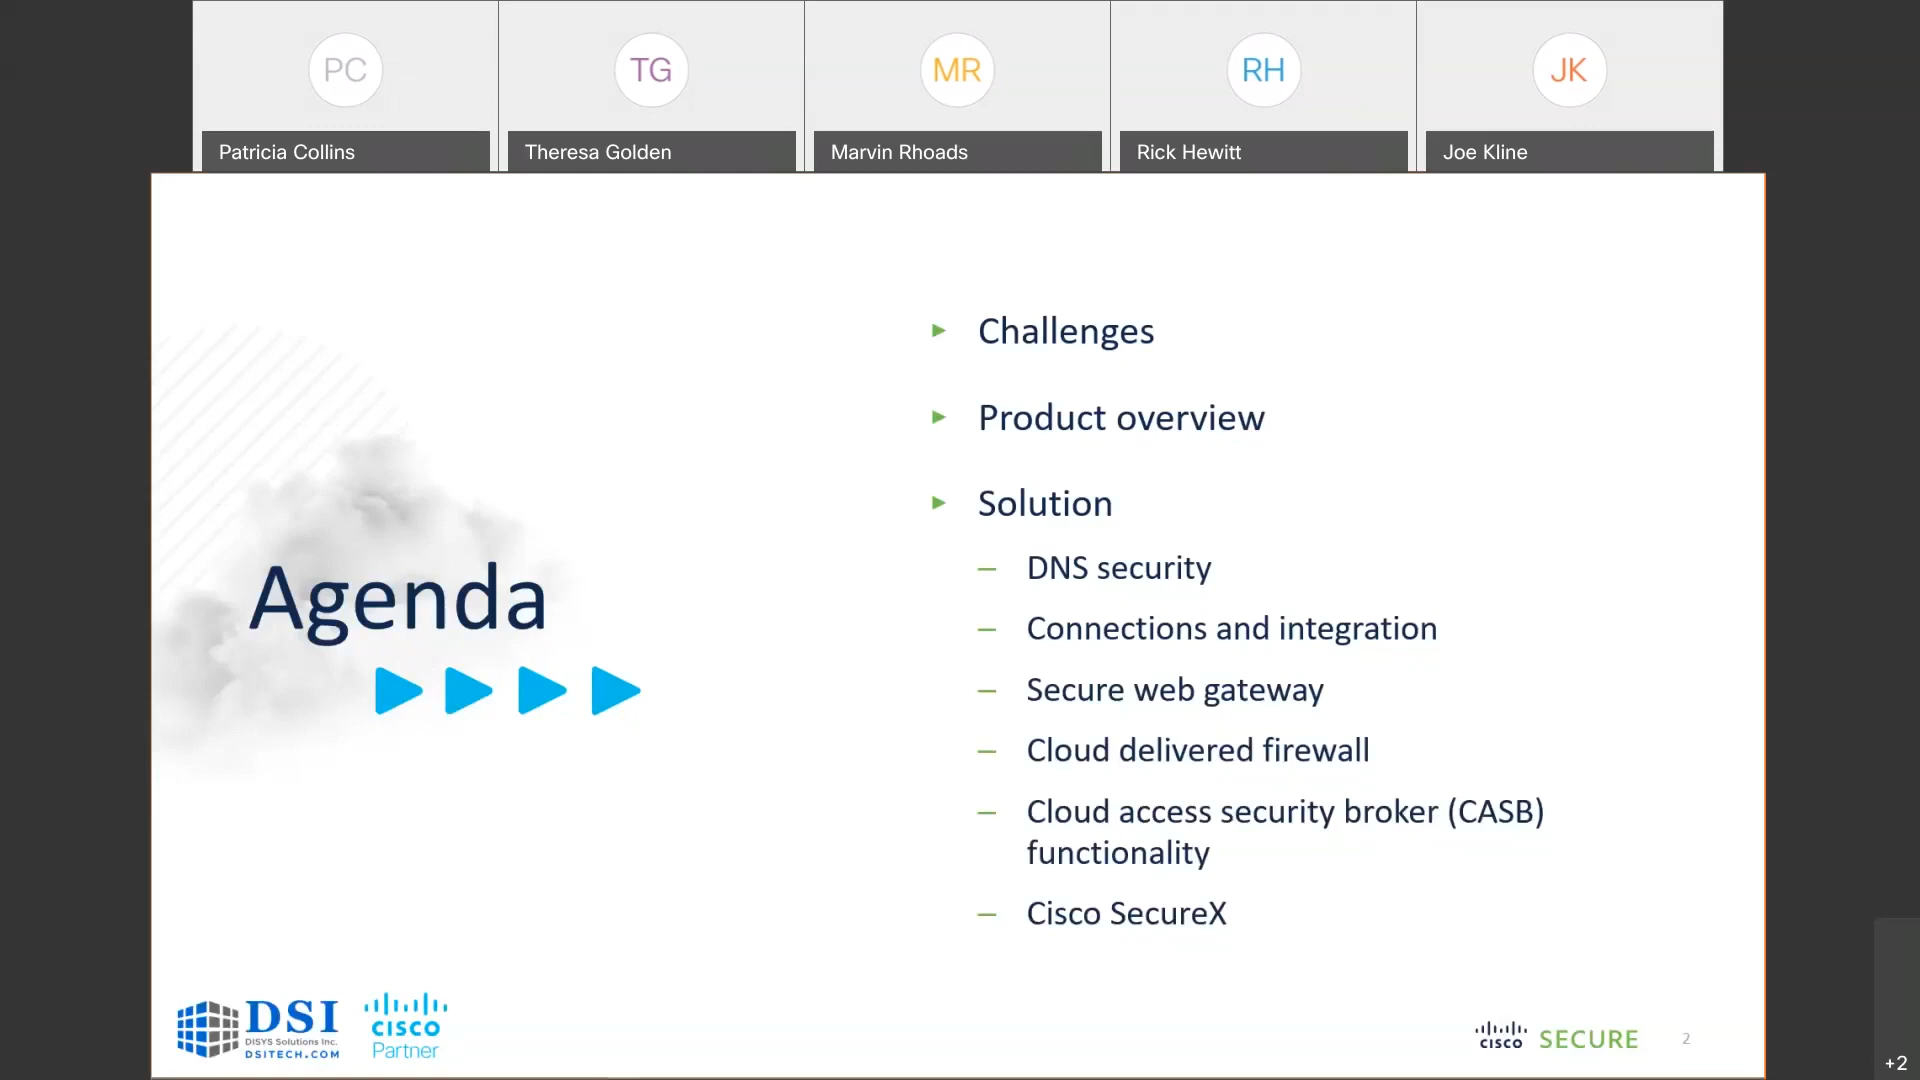 PC
TG
MR
RH
JK
Patricia Collins
Theresa Golden
Marvin Rhoads
Rick Hewitt
Joe Kline
Agenda
Challenges
Product overview
Solution
– DNS security
– Connections and integration
– Secure web gateway
– Cloud delivered firewall
– Cloud access security broker (CASB)
functionality
– Cisco SecureX
DSI
DISYS Solutions Inc.
DSITECH.COM
CISCO
Partner
CISCO SECURE
2
+2